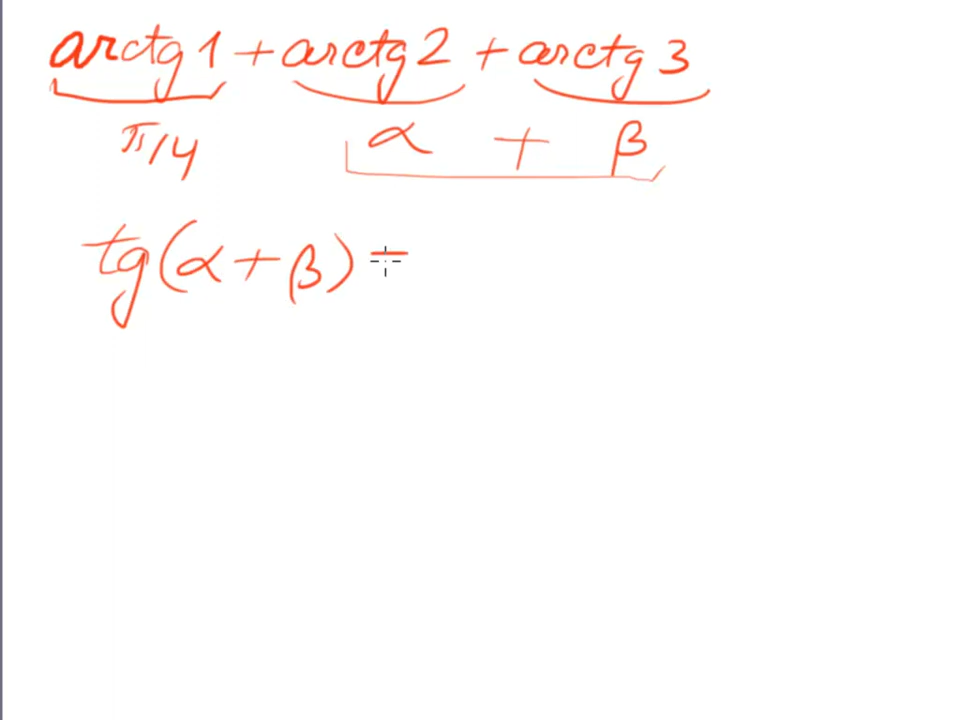 arctg 1 + arctg 2 + arctg 3
π/4 α + β
tg(α + β) =